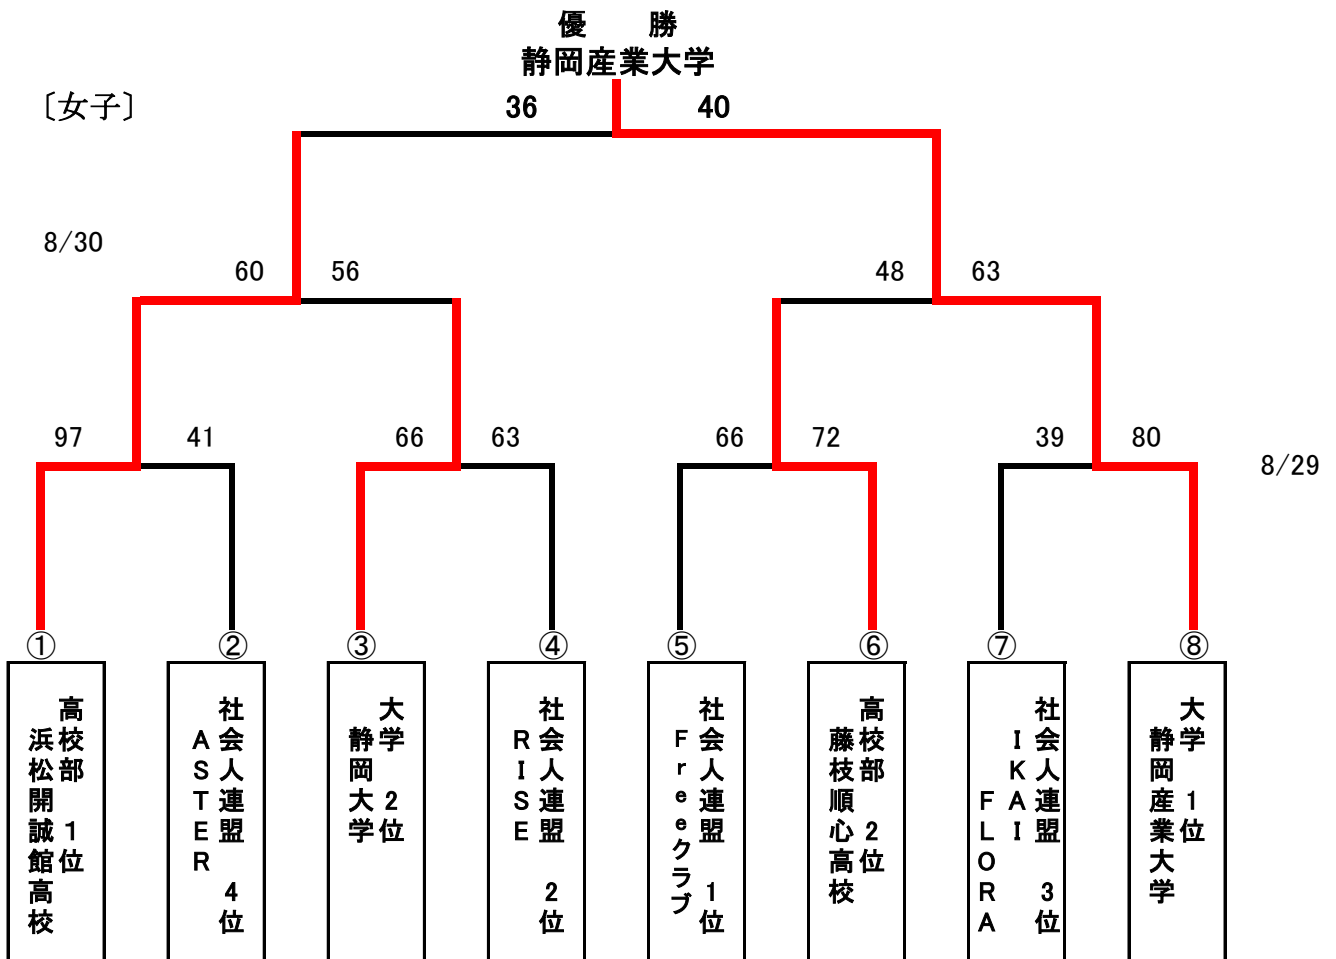 優　勝
静岡産業大学
〔女子〕
36
40
8/30
60
56
48
63
97
41
66
63
66
72
39
80
8/29
①
②
③
④
⑤
⑥
⑦
⑧
高校部　1位
浜松開誠館高校
社会人連盟　4位
ASTER
大学　2位
静岡大学
社会人連盟　2位
RISE
社会人連盟　1位
Freeクラブ
高校部　2位
藤枝順心高校
社会人連盟　3位
IKAI
FLORA
大学　1位
静岡産業大学